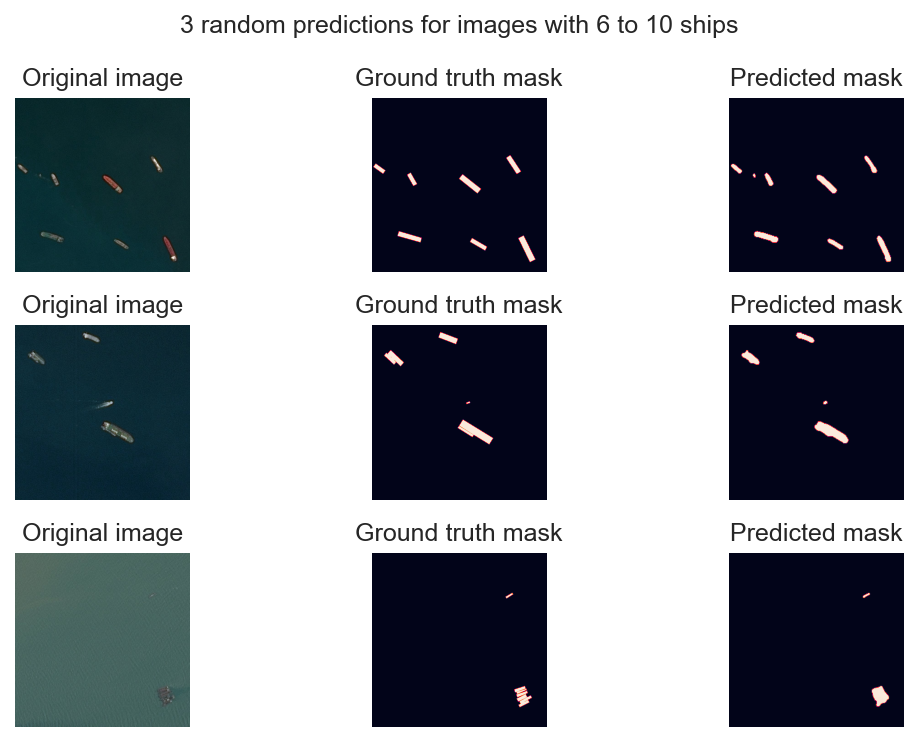 3 random predictions for images with 6 to 10 ships
Original image
Ground truth mask
Predicted mask
Original image
Ground truth mask
Predicted mask
Original image
Ground truth mask
Predicted mask